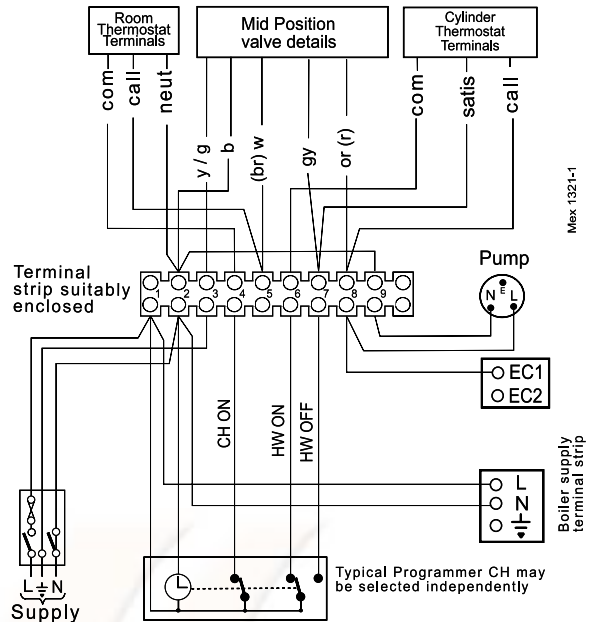 Room
Thermostat
Terminals
Mid Position
valve details
Cylinder
Thermostat
Terminals
com
call
neut
y / g
b
(br) w
gy
or (r)
com
satis
call
Mex 1321-1
Terminal
strip suitably
enclosed
1 2 3 4 5 6 7 8 9
Pump
N E L
EC1
EC2
CH ON
HW ON
HW OFF
L
N
Boiler supply
terminal strip
L N
Supply
Typical Programmer CH may
be selected independently